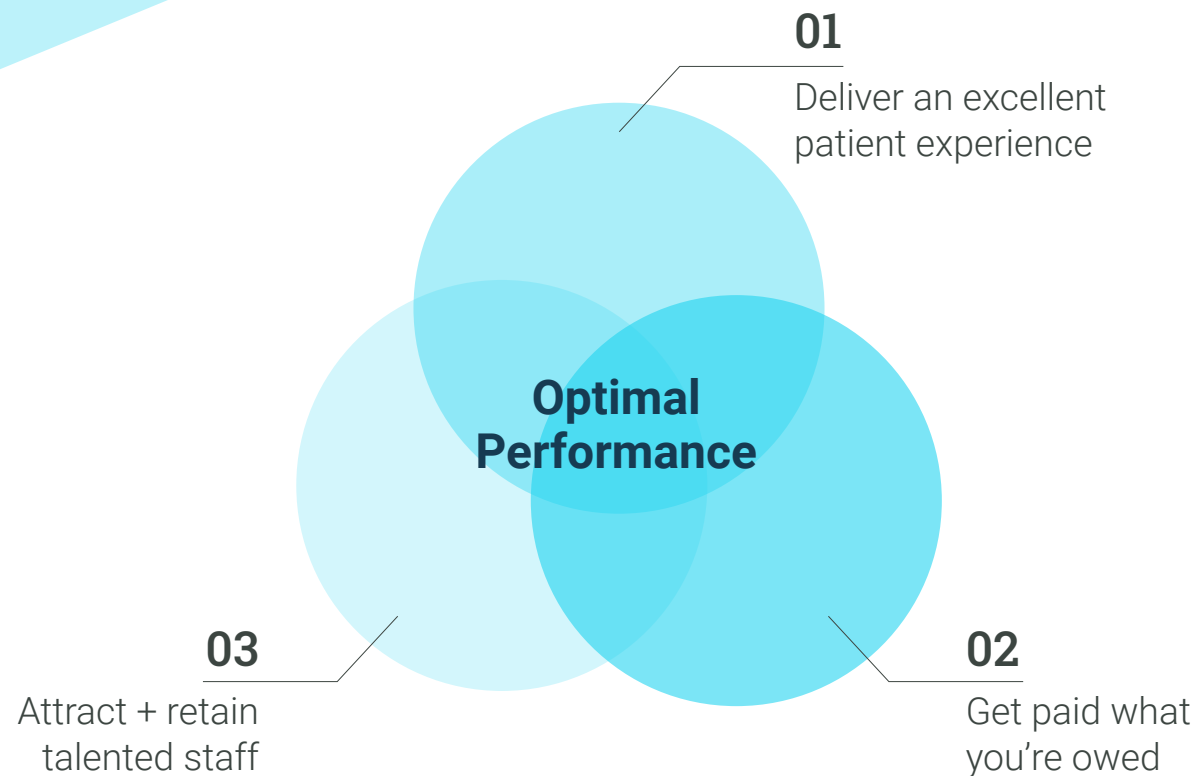 01
Deliver an excellent
patient experience
Optimal
Performance
03
Attract + retain
talented staff
02
Get paid what
you’re owed